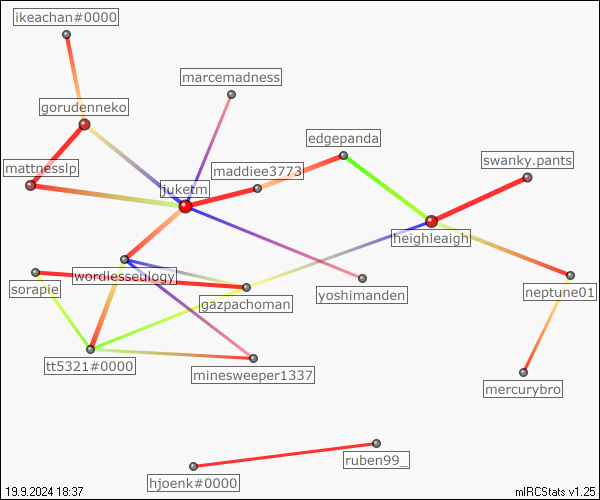 ikeachan#0000
marcemadness
gorudenneko
edgepanda
swanky.pants
mattnesslp
maddiee3773
juketm
heighleaigh
wordlesseulogy
sorapie
gazpachoman
yoshimanden
neptune01
tt5321#0000
minesweeper1337
mercurybro
ruben99_
hjoenk#0000
19.9.2024 18:37
mIRCStats v1.25